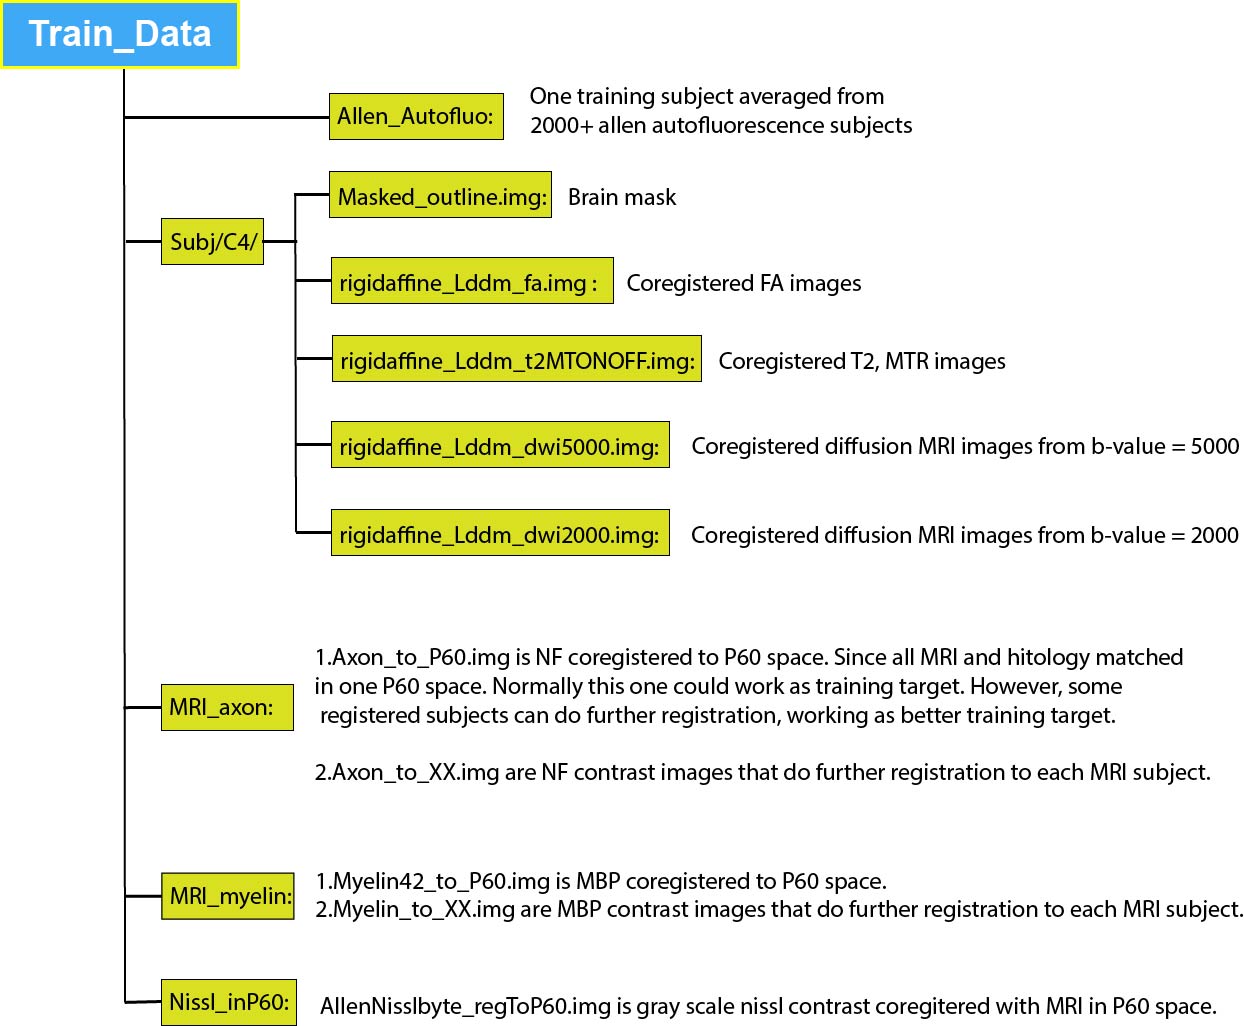 Train_Data
Allen_Autofluo:
One training subject averaged from
2000+ allen autofluorescence subjects
Masked_outline.img:
Brain mask
Subj/C4/
rigidaffine_Lddm_fa.img :
Coregistered FA images
rigidaffine_Lddm_t2MTONOFF.img:
Coregistered T2, MTR images
rigidaffine_Lddm_dwi5000.img:
Coregistered diffusion MRI images from b-value = 5000
rigidaffine_Lddm_dwi2000.img:
Coregistered diffusion MRI images from b-value = 2000
MRI_axon:
1.Axon_to_P60.img is NF coregistered to P60 space. Since all MRI and hitology matched
in one P60 space. Normally this one could work as training target. However, some
registered subjects can do further registration, working as better training target.
2.Axon_to_XX.img are NF contrast images that do further registration to each MRI subject.
MRI_myelin:
1.Myelin42_to_P60.img is MBP coregistered to P60 space.
2.Myelin_to_XX.img are MBP contrast images that do further registration to each MRI subject.
Nissl_inP60:
AllenNisslbyte_regToP60.img is gray scale nissl contrast coregitered with MRI in P60 space.